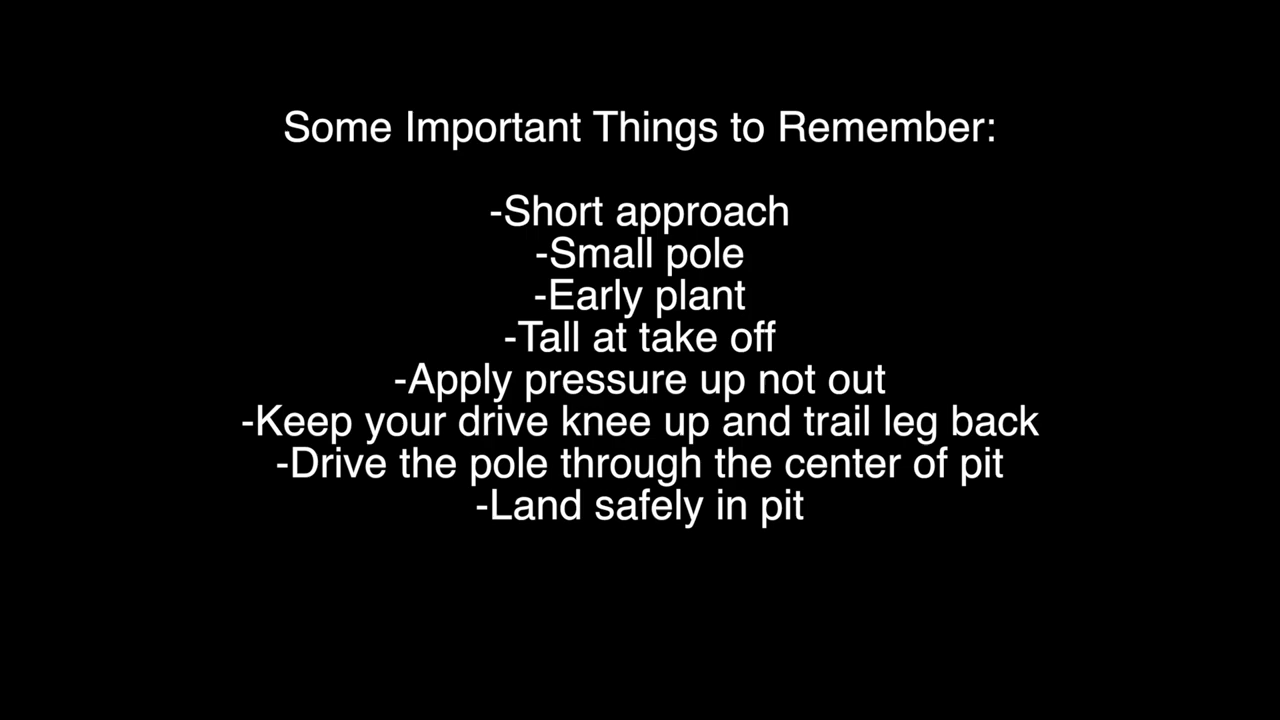 Some Important Things to Remember:
-Short approach
-Small pole
-Early plant
-Tall at take off
-Apply pressure up not out
-Keep your drive knee up and trail leg back
-Drive the pole through the center of pit
-Land safely in pit